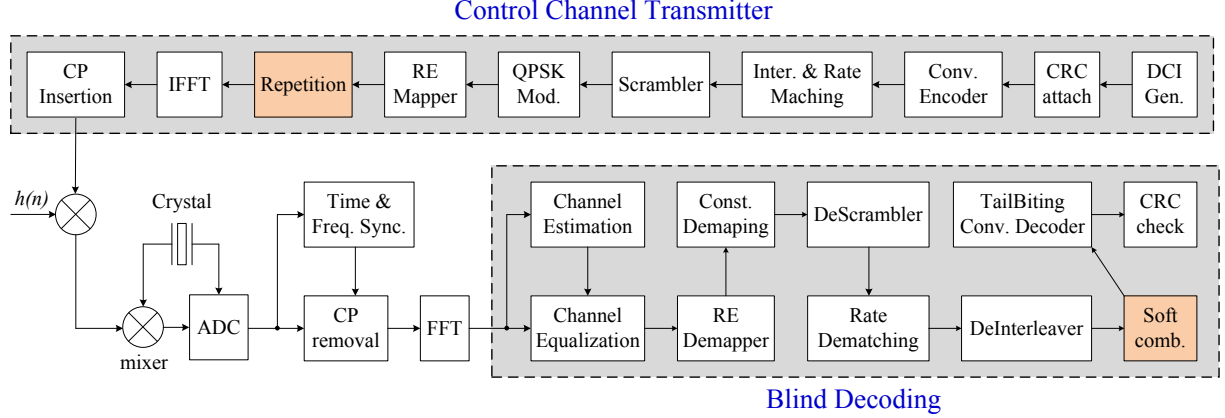 Control Channel Transmitter
CP
Insertion
IFFT
Repetition
RE
Mapper
QPSK
Mod.
Scrambler
Inter. & Rate
Maching
Conv.
Encoder
CRC
attach
DCI
Gen.
h(n)
Crystal
mixer
ADC
Time &
Freq. Sync.
CP
removal
FFT
Channel
Estimation
Channel
Equalization
Const.
Demaping
RE
Demapper
DeScrambler
Rate
Dematching
TailBiting
Conv. Decoder
DeInterleaver
CRC
check
Soft
comb.
Blind Decoding